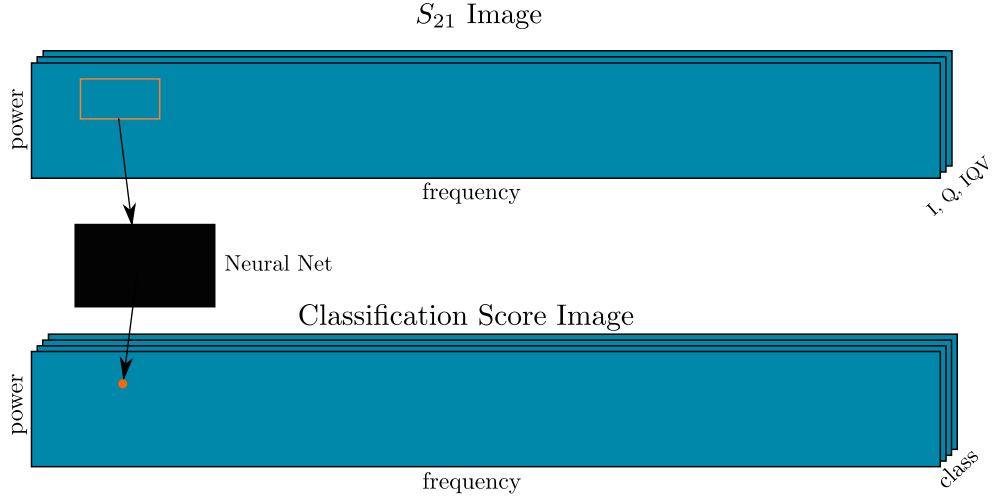 S₂₁ Image
power
frequency
I, Q, IQV
Neural Net
Classification Score Image
power
frequency
class